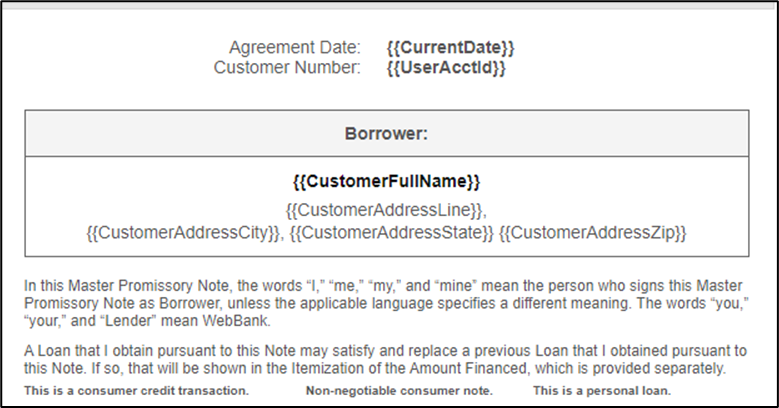 Agreement Date: {{CurrentDate}}
Customer Number: {{UserAcctId}}
Borrower:
{{CustomerFullName}}
{{CustomerAddressLine}},
{{CustomerAddressCity}}, {{CustomerAddressState}} {{CustomerAddressZip}}
In this Master Promissory Note, the words “I,” “me,” “my,” and “mine” mean the person who signs this Master
Promissory Note as Borrower, unless the applicable language specifies a different meaning. The words “you,”
“your,” and “Lender” mean WebBank.
A Loan that I obtain pursuant to this Note may satisfy and replace a previous Loan that I obtained pursuant to
this Note. If so, that will be shown in the Itemization of the Amount Financed, which is provided separately.
This is a consumer credit transaction. Non-negotiable consumer note. This is a personal loan.